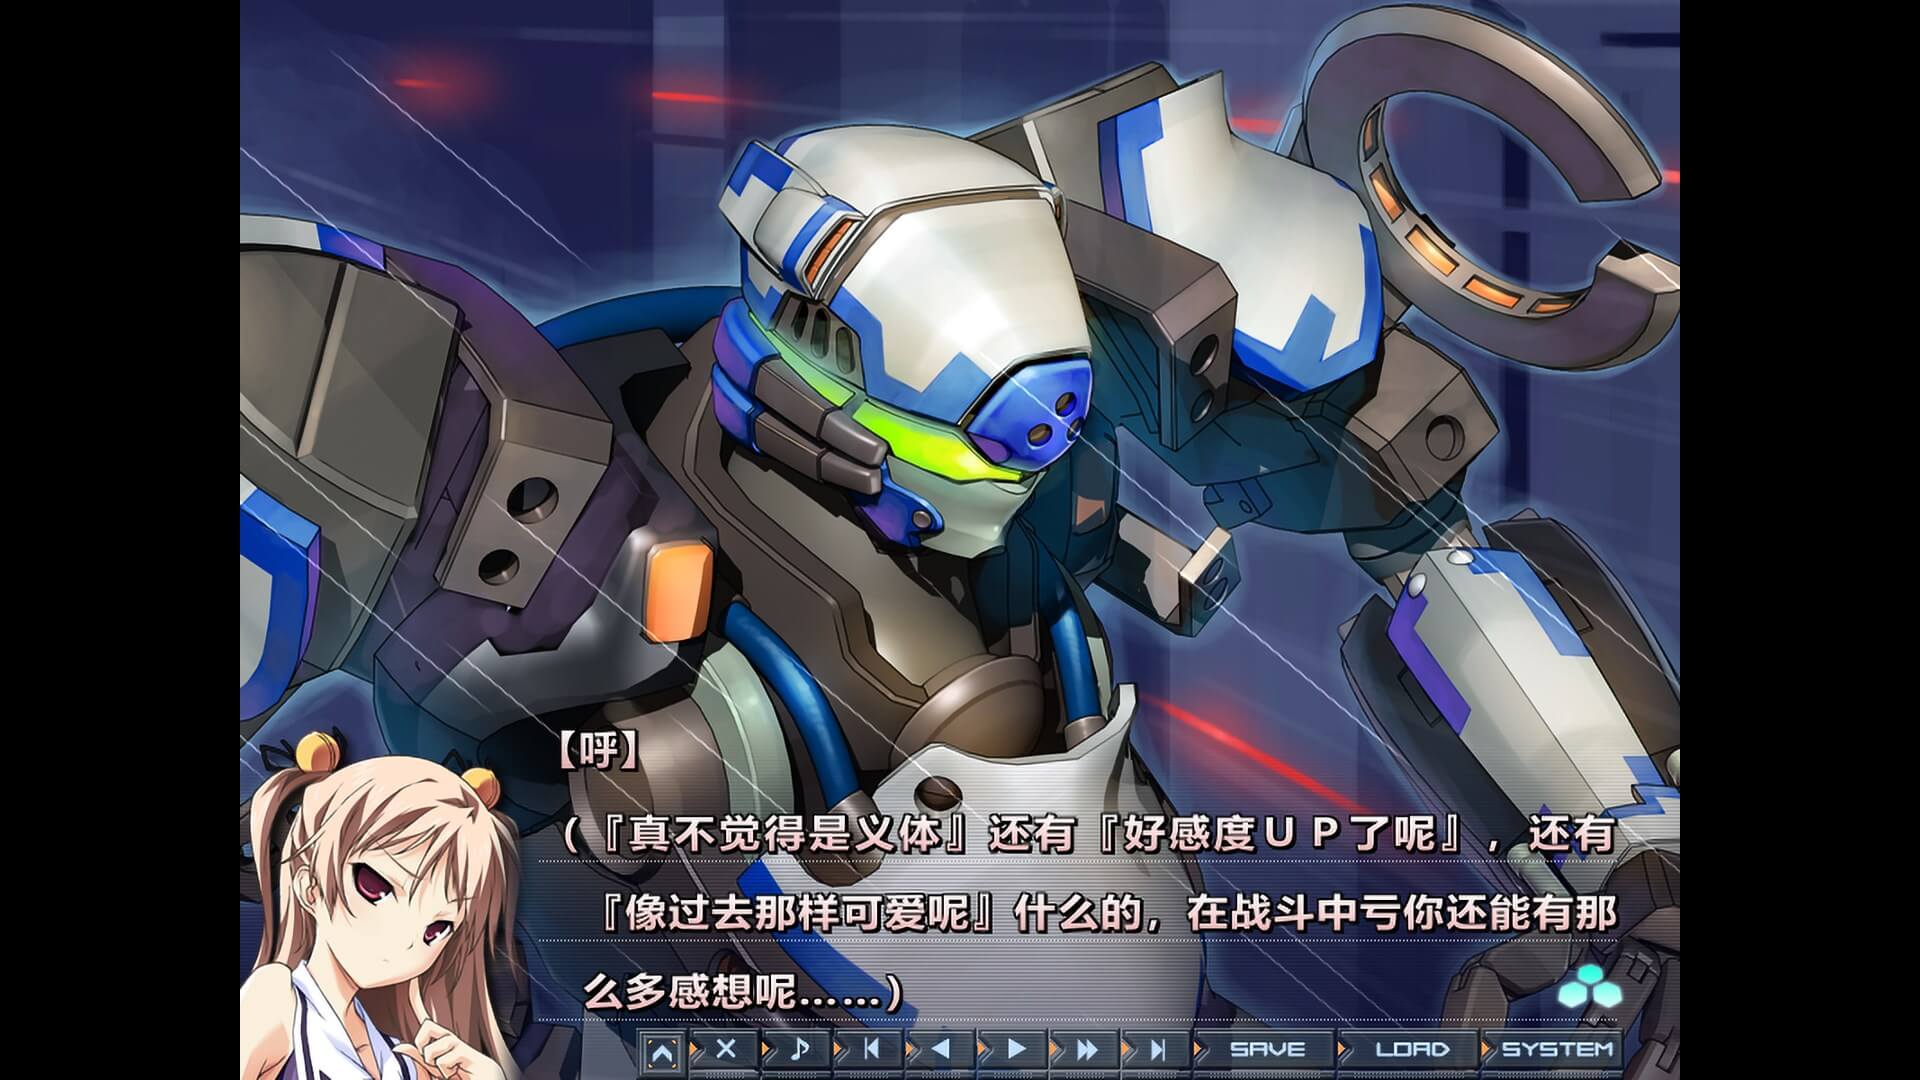 【呼】
（『真不觉得是义体』还有『好感度ＵＰ了呢』，还有
『像过去那样可爱呢』什么的，在战斗中亏你还能有那
么多感想呢……）
SAVE LOAD SYSTEM